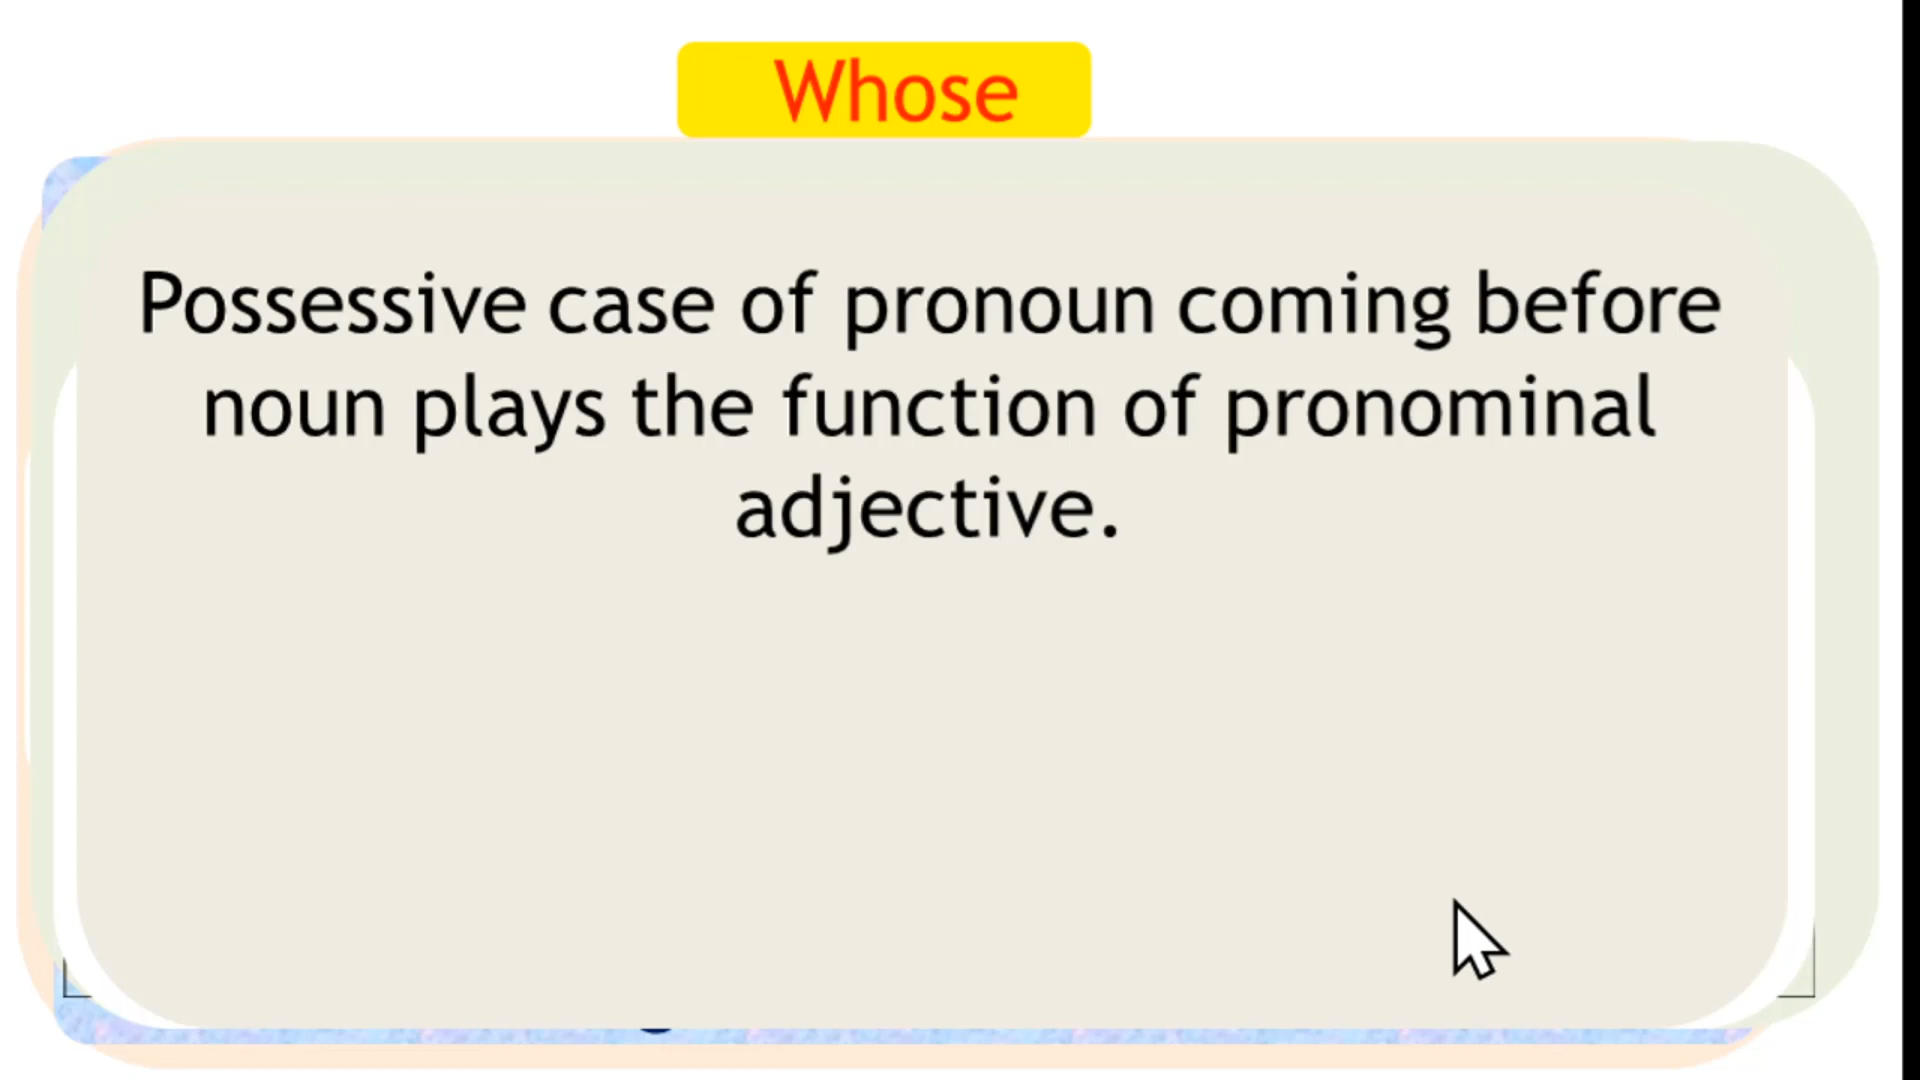 Whose
Possessive case of pronoun coming before
noun plays the function of pronominal
adjective.